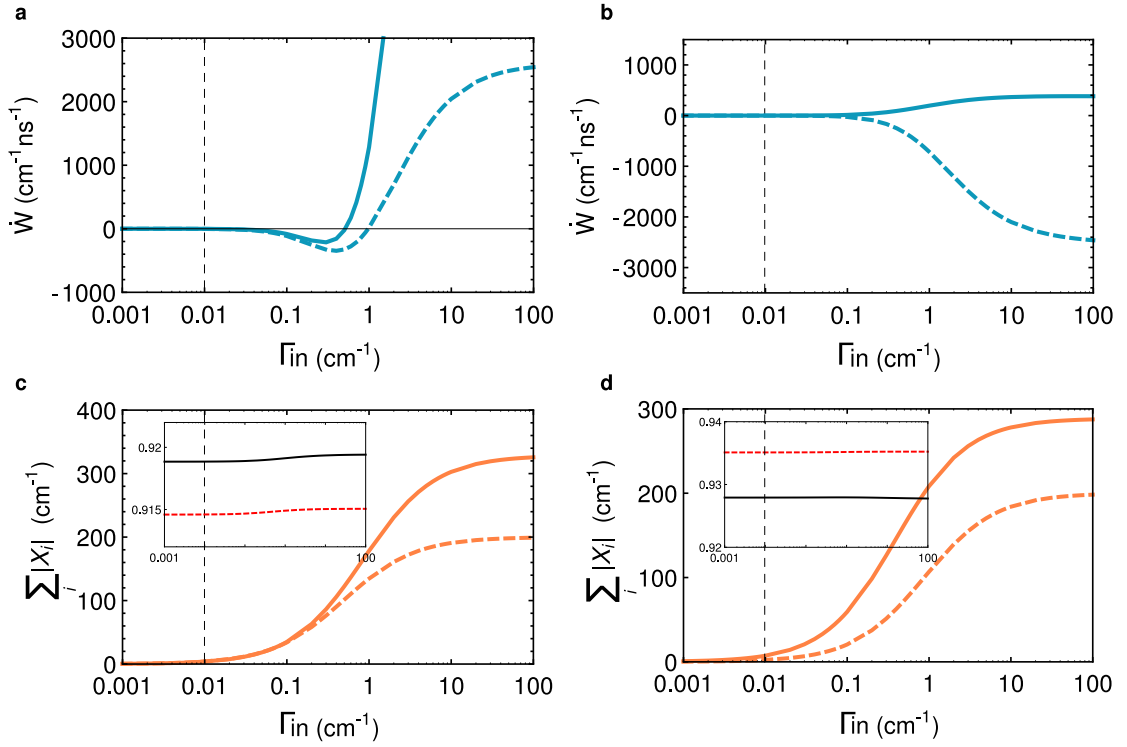 a
3000
2000
1000
0
-1000
Ẇ (cm⁻¹ns⁻¹)
0.001 0.01 0.1 1 10 100
Γin (cm⁻¹)
b
1000
0
-1000
-2000
-3000
Ẇ (cm⁻¹ns⁻¹)
0.001 0.01 0.1 1 10 100
Γin (cm⁻¹)
c
400
300
200
100
0
∑i |Xi| (cm⁻¹)
0.92
0.915
0.001 100
0.001 0.01 0.1 1 10 100
Γin (cm⁻¹)
d
300
200
100
0
∑i |Xi| (cm⁻¹)
0.94
0.93
0.92
0.001 100
0.001 0.01 0.1 1 10 100
Γin (cm⁻¹)